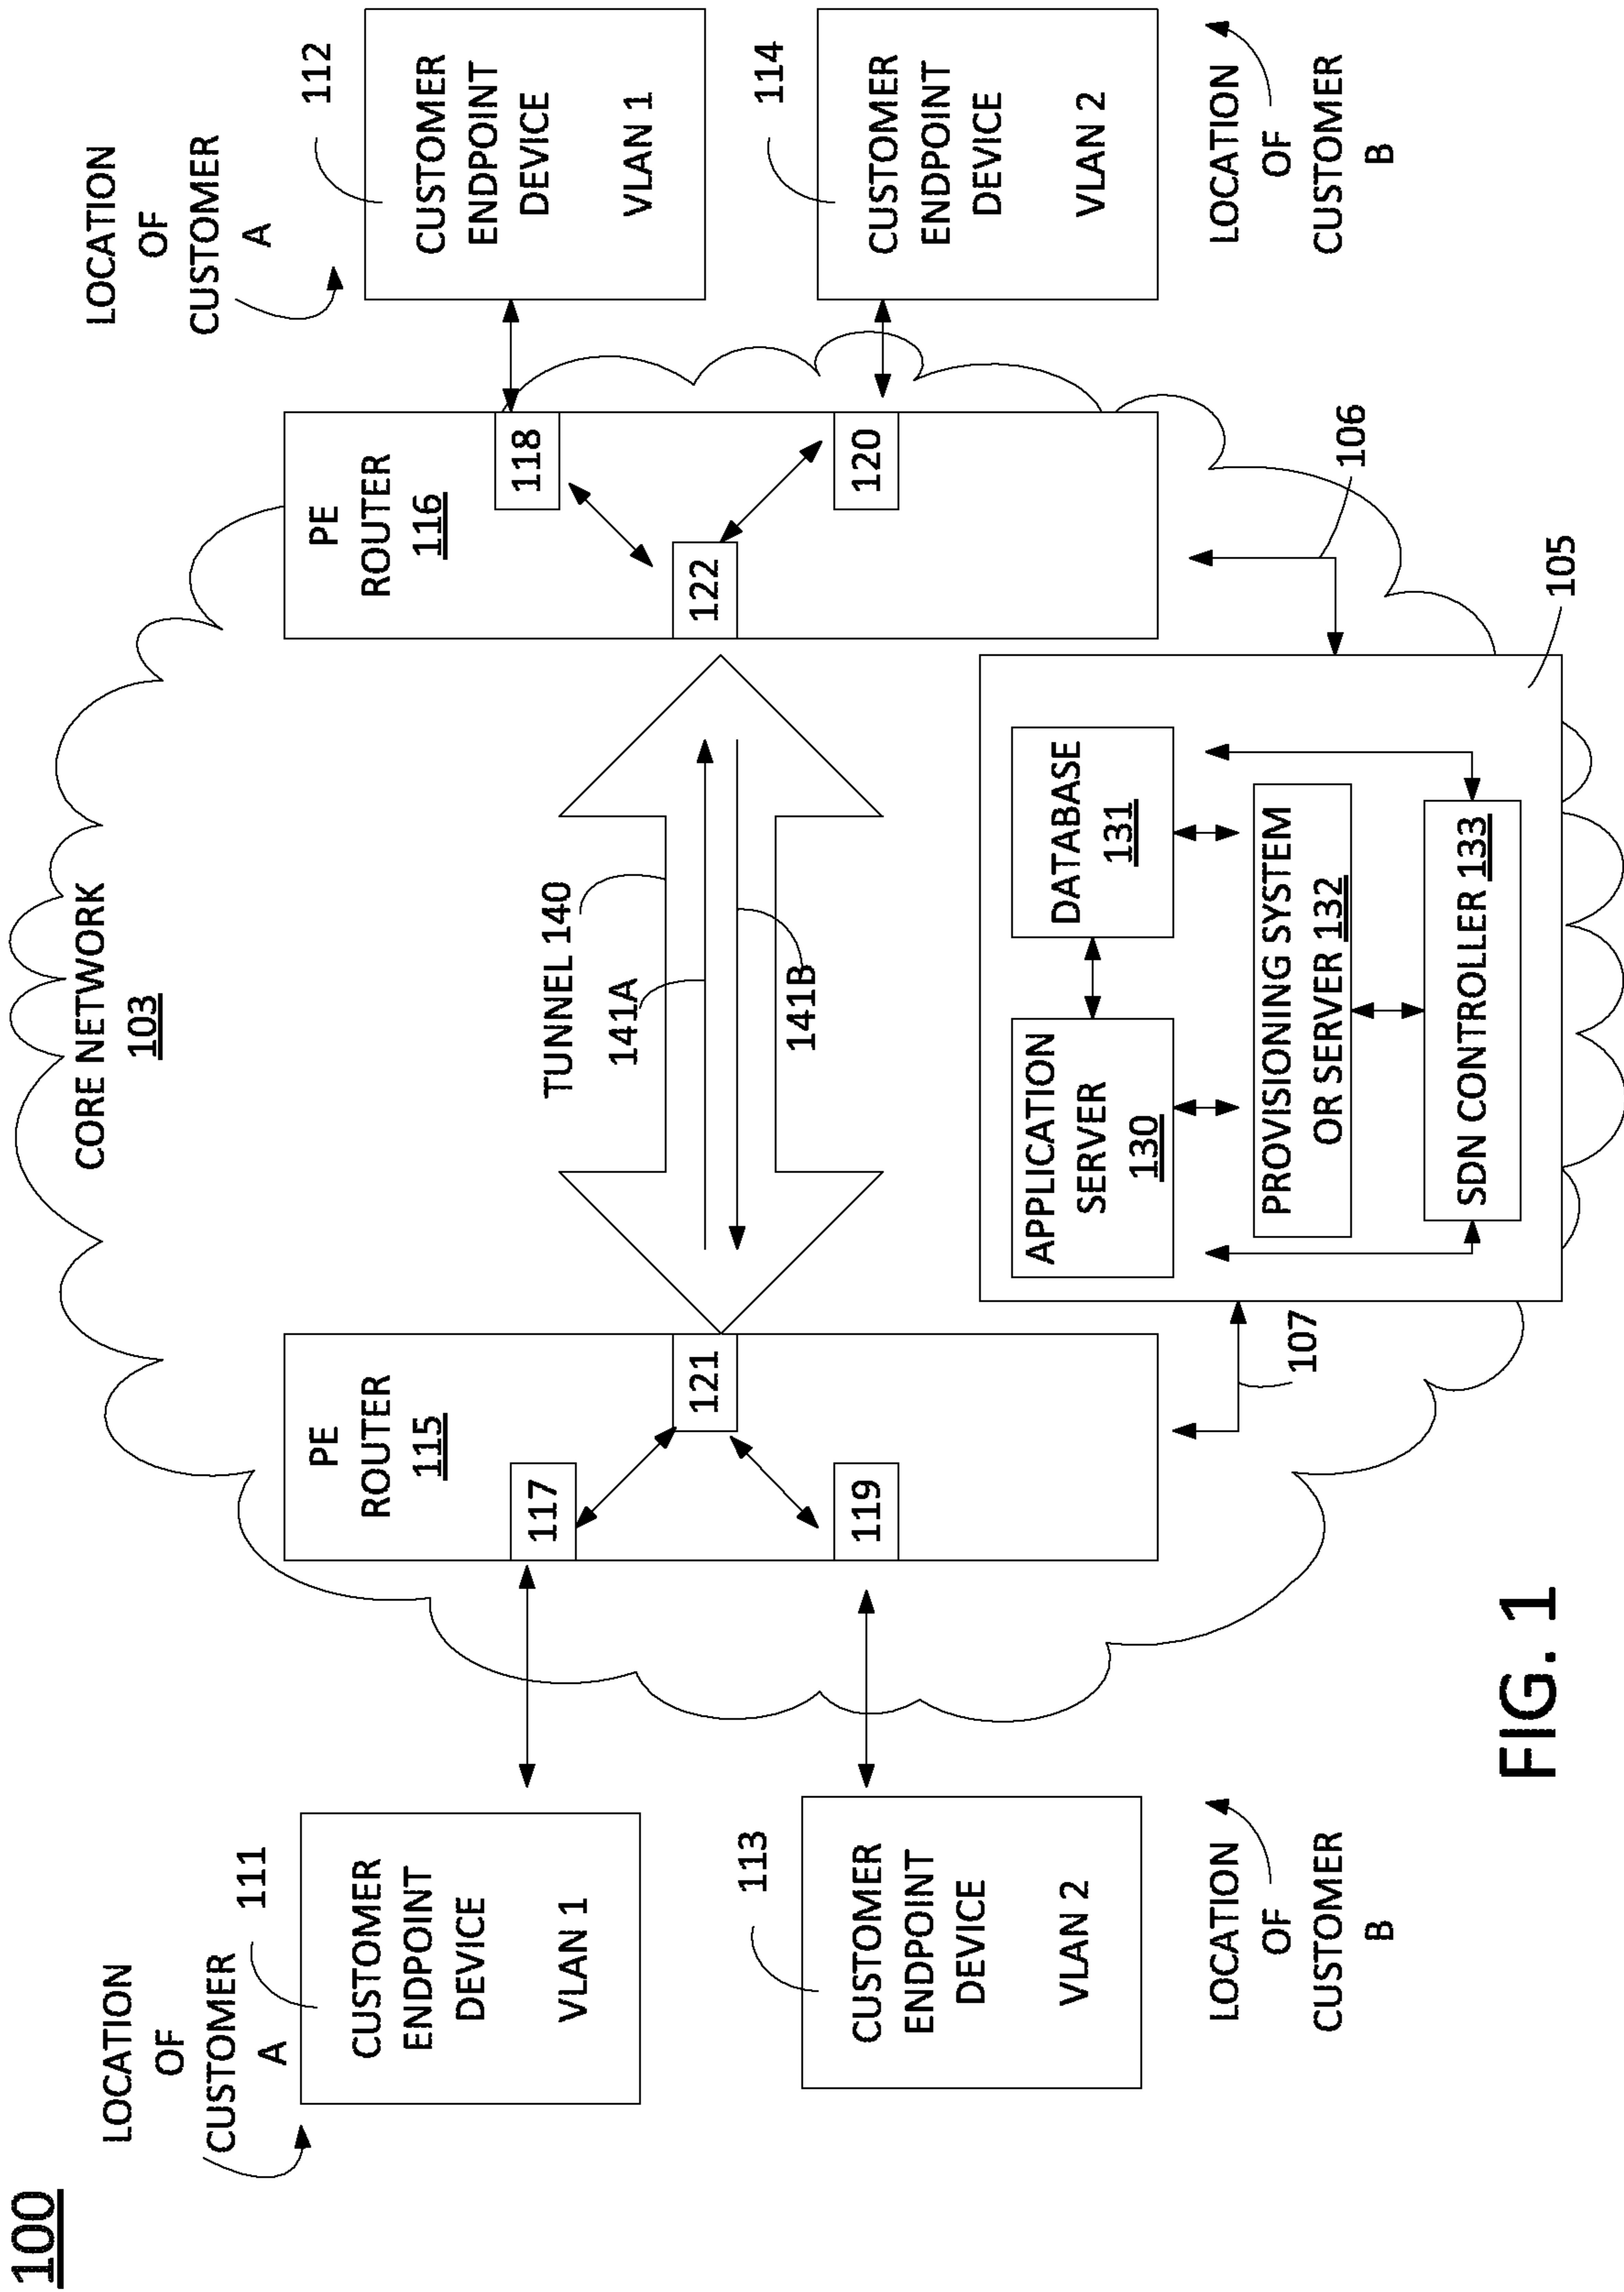 100
CORE NETWORK
103
LOCATION
OF
CUSTOMER
A
111
CUSTOMER
ENDPOINT
DEVICE
VLAN 1
113
CUSTOMER
ENDPOINT
DEVICE
VLAN 2
LOCATION
OF
CUSTOMER
B
PE
ROUTER
115
117
121
119
TUNNEL 140
141A
141B
PE
ROUTER
116
118
122
120
LOCATION
OF
CUSTOMER
A
112
CUSTOMER
ENDPOINT
DEVICE
VLAN 1
114
CUSTOMER
ENDPOINT
DEVICE
VLAN 2
LOCATION
OF
CUSTOMER
B
107
APPLICATION
SERVER
130
DATABASE
131
PROVISIONING SYSTEM
OR SERVER 132
SDN CONTROLLER 133
106
105
FIG. 1